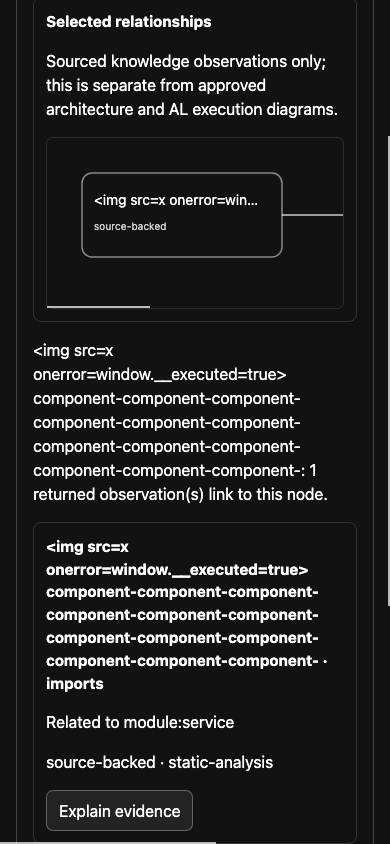 Selected relationships
Sourced knowledge observations only;
this is separate from approved
architecture and AL execution diagrams.
<img src=x onerror=win...
source-backed
<img src=x
onerror=window.__executed=true>
component-component-component-
component-component-component-
component-component-component-
component-component-component-: 1
returned observation(s) link to this node.
<img src=x
onerror=window.__executed=true>
component-component-component-
component-component-component-
component-component-component-
component-component-component- ·
imports
Related to module:service
source-backed · static-analysis
Explain evidence